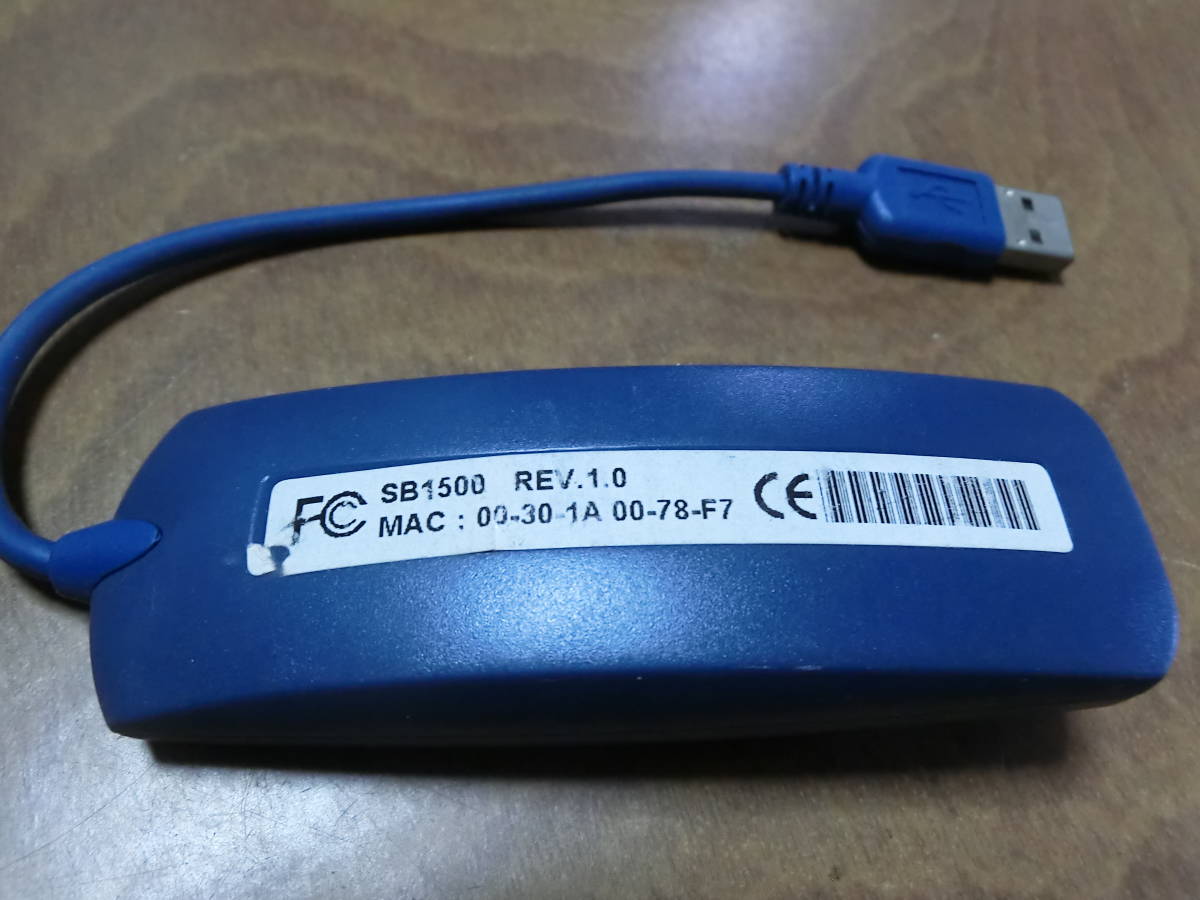 FC SB1500 REV.1.0
MAC : 00-30-1A 00-78-F7
CE